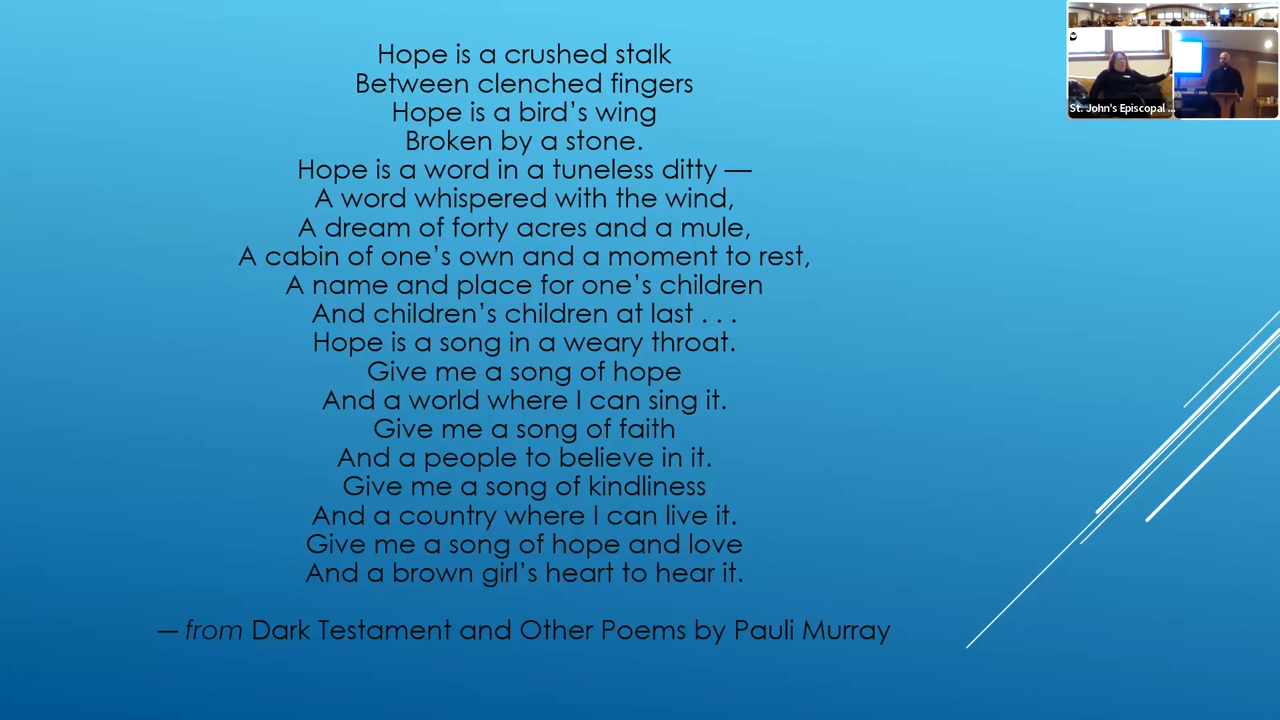 Hope is a crushed stalk
Between clenched fingers
Hope is a bird’s wing
Broken by a stone.
Hope is a word in a tuneless ditty —
A word whispered with the wind,
A dream of forty acres and a mule,
A cabin of one’s own and a moment to rest,
A name and place for one’s children
And children’s children at last . . .
Hope is a song in a weary throat.
Give me a song of hope
And a world where I can sing it.
Give me a song of faith
And a people to believe in it.
Give me a song of kindliness
And a country where I can live it.
Give me a song of hope and love
And a brown girl’s heart to hear it.
— from Dark Testament and Other Poems by Pauli Murray
St. John's Episcopal ...